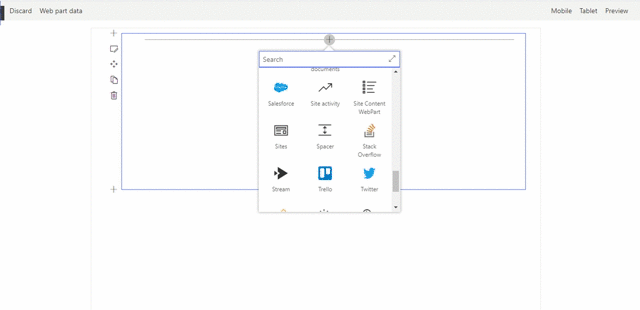 Discard Web part data Mobile Tablet Preview
Search
documents
Salesforce Site activity Site Content
WebPart
Sites Spacer Stack
Overflow
Stream Trello Twitter